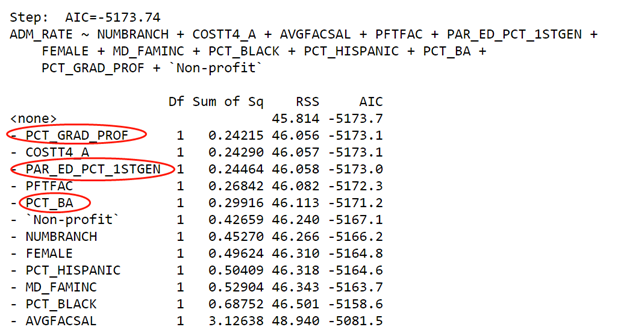 Step:  AIC=-5173.74
ADM_RATE ~ NUMBRANCH + COSTT4_A + AVGFACSAL + PFTFAC + PAR_ED_PCT_1STGEN +
    FEMALE + MD_FAMINC + PCT_BLACK + PCT_HISPANIC + PCT_BA +
    PCT_GRAD_PROF + `Non-profit`
                    Df Sum of Sq    RSS     AIC
<none>                           45.814 -5173.7
- PCT_GRAD_PROF      1   0.24215 46.056 -5173.1
- COSTT4_A           1   0.24290 46.057 -5173.1
- PAR_ED_PCT_1STGEN  1   0.24464 46.058 -5173.0
- PFTFAC             1   0.26842 46.082 -5172.3
- PCT_BA             1   0.29916 46.113 -5171.2
- `Non-profit`       1   0.42659 46.240 -5167.1
- NUMBRANCH          1   0.45270 46.266 -5166.2
- FEMALE             1   0.49624 46.310 -5164.8
- PCT_HISPANIC       1   0.50409 46.318 -5164.6
- MD_FAMINC          1   0.52904 46.343 -5163.7
- PCT_BLACK          1   0.68752 46.501 -5158.6
- AVGFACSAL          1   3.12638 48.940 -5081.5